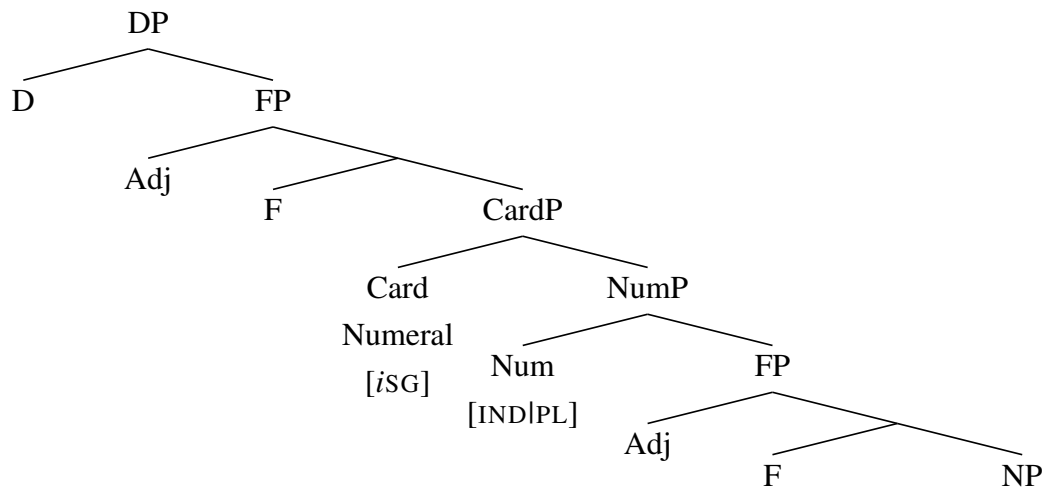 DP
D FP
Adj
F CardP
Card NumP
Numeral
Num FP
[iSG]
[IND|PL]
Adj
F NP